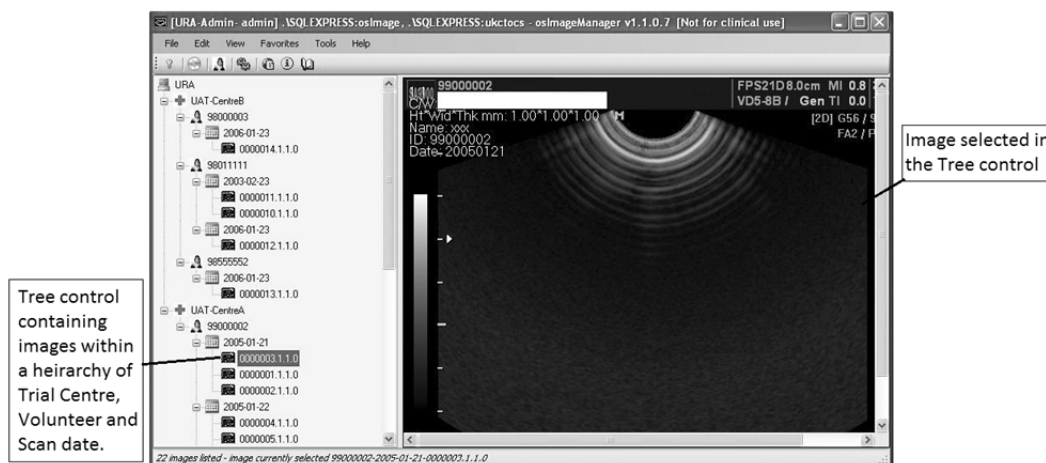 [URA-Admin- admin] .\SQLEXPRESS:osImage, .\SQLEXPRESS:ukctocs - osImageManager v1.1.0.7 [Not for clinical use]
File Edit View Favorites Tools Help
URA
UAT-CentreB
98000003
2006-01-23
0000014.1.1.0
98011111
2003-02-23
0000011.1.1.0
0000010.1.1.0
2006-01-23
0000012.1.1.0
98555552
2006-01-23
0000013.1.1.0
UAT-CentreA
99000002
2005-01-21
0000003.1.1.0
0000001.1.1.0
0000002.1.1.0
2005-01-22
0000004.1.1.0
0000005.1.1.0
99000002
C/W:
Ht*Wid*Thk mm: 1.00*1.00*1.00
Name: xxx
ID: 99000002
Date: 20050121
H
FPS21D8.0cm MI 0.8
VD5-8B / Gen TI 0.0
[2D] G56 / 9
FA2 / P
22 images listed - image currently selected 99000002-2005-01-21-0000003.1.1.0
Image selected in
the Tree control
Tree control
containing
images within
a heirarchy of
Trial Centre,
Volunteer and
Scan date.